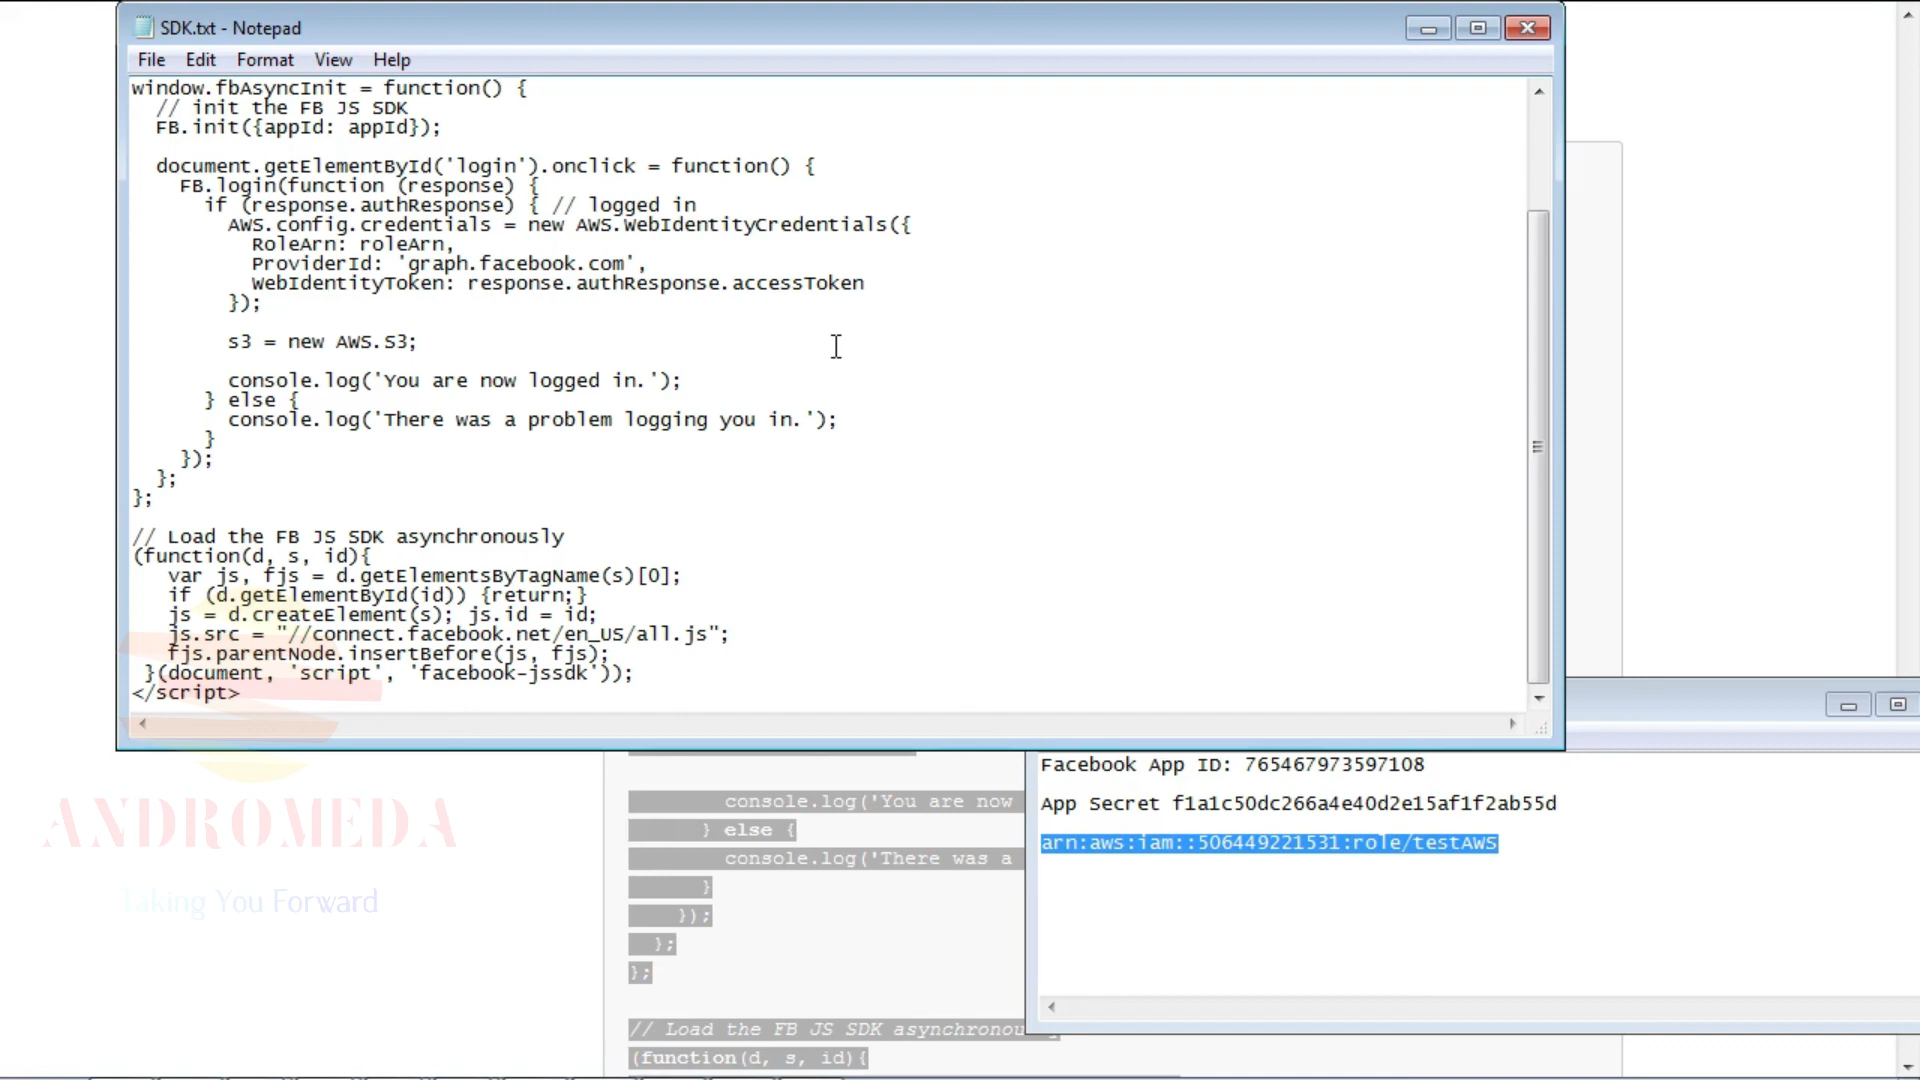 SDK.txt - Notepad
File Edit Format View Help
window.fbAsyncInit = function() {
// init the FB JS SDK
FB.init({appId: appId});
document.getElementById('login').onclick = function() {
FB.login(function (response) {
if (response.authResponse) { // logged in
AWS.config.credentials = new AWS.WebIdentityCredentials({
RoleArn: roleArn,
ProviderId: 'graph.facebook.com',
WebIdentityToken: response.authResponse.accessToken
});
s3 = new AWS.S3;
console.log('You are now logged in.');
} else {
console.log('There was a problem logging you in.');
}
});
};
};
// Load the FB JS SDK asynchronously
(function(d, s, id){
var js, fjs = d.getElementsByTagName(s)[0];
if (d.getElementById(id)) {return;}
js = d.createElement(s); js.id = id;
js.src = "//connect.facebook.net/en_US/all.js";
fjs.parentNode.insertBefore(js, fjs);
}(document, 'script', 'facebook-jssdk'));
</script>
Facebook App ID: 765467973597108
App Secret f1a1c50dc266a4e40d2e15af1f2ab55d
arn:aws:iam::506449221531:role/testAWS
console.log('You are now
} else {
console.log('There was a
}
});
};
};
// Load the FB JS SDK asynchronou
(function(d, s, id){
ANDROMEDA
Taking You Forward